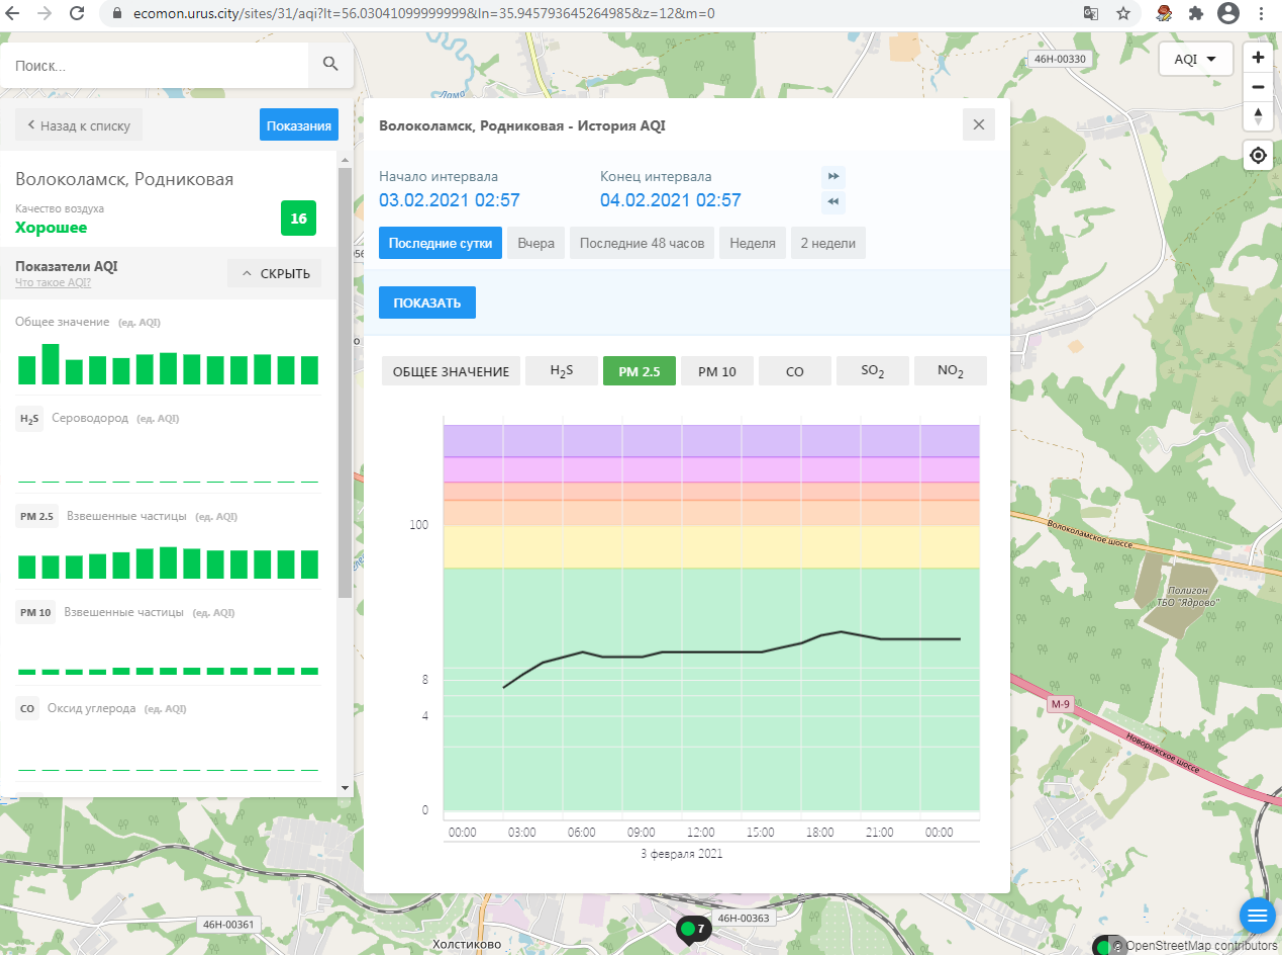 ecomon.urus.city/sites/31/aqi?lt=56.03041099999999&ln=35.945793645264985&z=12&m=0
Поиск...
46Н-00330
AQI
Назад к списку
Показания
Волоколамск, Родниковая - История AQI
Волоколамск, Родниковая
Качество воздуха
Хорошее
16
Начало интервала
Конец интервала
03.02.2021 02:57
04.02.2021 02:57
Последние сутки
Вчера
Последние 48 часов
Неделя
2 недели
Показатели AQI
Что такое AQI?
СКРЫТЬ
ПОКАЗАТЬ
Общее значение (ед. AQI)
ОБЩЕЕ ЗНАЧЕНИЕ
H2S
PM 2.5
PM 10
CO
SO2
NO2
H2S Сероводород (ед. AQI)
PM 2.5 Взвешенные частицы (ед. AQI)
PM 10 Взвешенные частицы (ед. AQI)
CO Оксид углерода (ед. AQI)
100
8
4
0
00:00
03:00
06:00
09:00
12:00
15:00
18:00
21:00
00:00
3 февраля 2021
Волоколамское шоссе
Полигон
ТБО "Ядрово"
М-9
Новорижское шоссе
46Н-00361
46Н-00363
7
Холстиково
© OpenStreetMap contributors